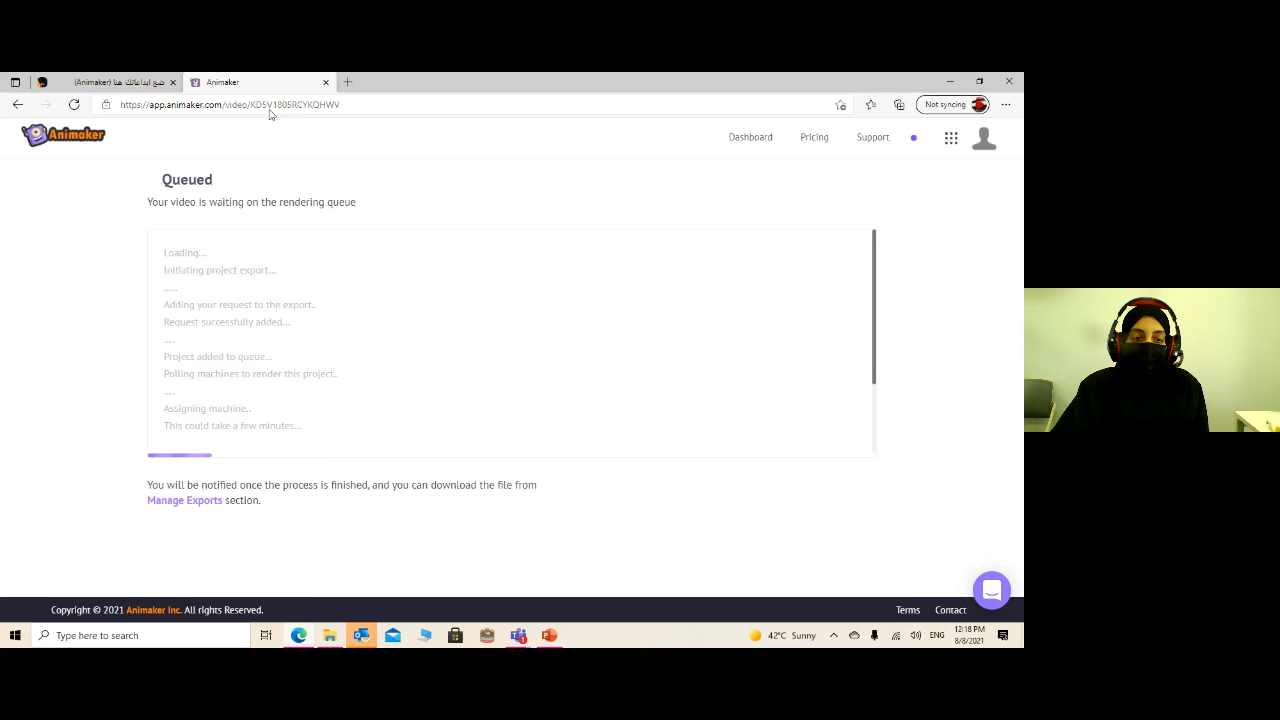 ضع ابداعاتك هنا (Animaker)
Animaker
https://app.animaker.com/video/KD5V1805RCYKQHWV
Not syncing
Animaker
Dashboard
Pricing
Support
Queued
Your video is waiting on the rendering queue
Loading...
Initiating project export...
.....
Adding your request to the export..
Request successfully added...
....
Project added to queue...
Polling machines to render this project..
....
Assigning machine..
This could take a few minutes...
You will be notified once the process is finished, and you can download the file from
Manage Exports section.
Copyright © 2021 Animaker Inc. All rights Reserved.
Terms
Contact
Type here to search
42°C Sunny
ENG
12:18 PM
8/8/2021